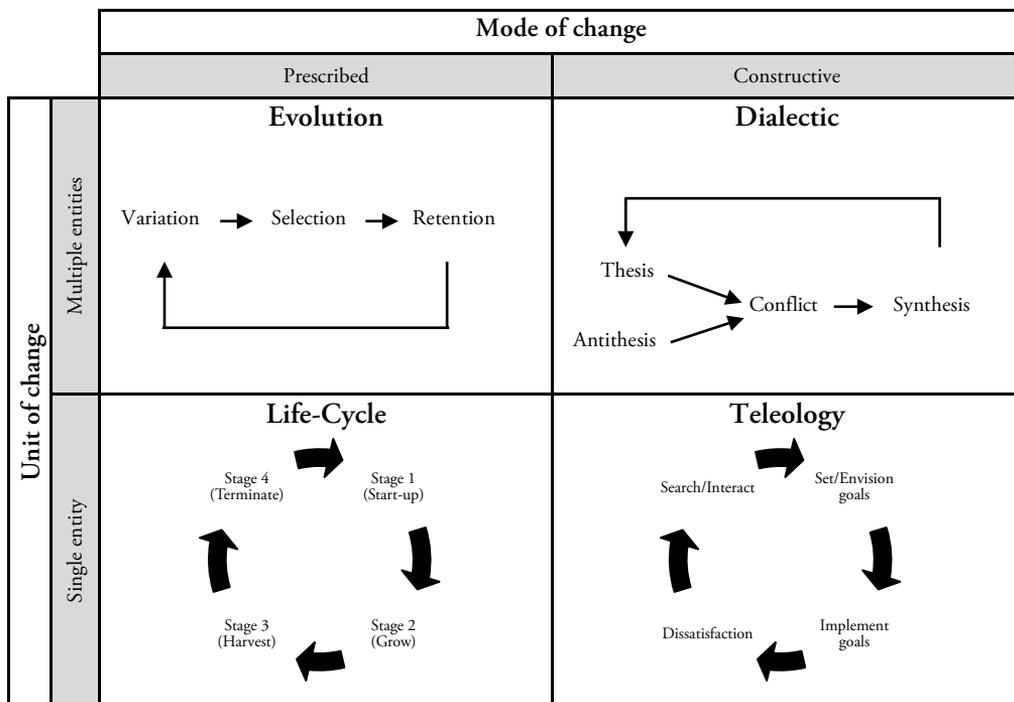 Mode of change
Prescribed
Constructive
Unit of change
Multiple entities
Evolution
Variation
Selection
Retention
Dialectic
Thesis
Antithesis
Conflict
Synthesis
Single entity
Life-Cycle
Stage 4
(Terminate)
Stage 1
(Start-up)
Stage 3
(Harvest)
Stage 2
(Grow)
Teleology
Search/Interact
Set/Envision
goals
Dissatisfaction
Implement
goals